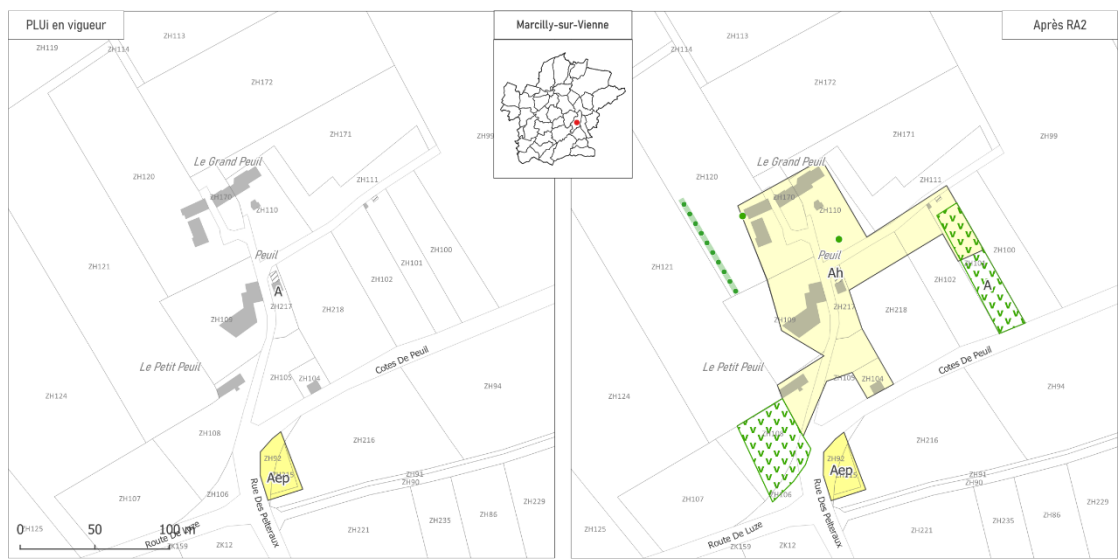 PLUi en vigueur
Marcilly-sur-Vienne
Après RA2
ZH119
ZH114
ZH113
ZH172
ZH99
ZH171
Le Grand Peuil
ZH120
ZH111
ZH170
ZH110
ZH100
Peuil
ZH121
ZH101
ZH102
A
ZH217
ZH218
ZH109
Cotes De Peuil
Le Petit Peuil
ZH105
ZH104
ZH94
ZH124
ZH108
ZH216
ZH92
ZH215
Aep
ZH91
ZH90
ZH107
ZH106
Rue Des Pelteraux
ZH229
ZH86
ZH235
ZH221
0 50 100 m
ZH125
Route De Luze
ZK159
ZK12
ZH114
ZH113
ZH172
ZH99
ZH171
Le Grand Peuil
ZH120
ZH111
ZH170
ZH110
ZH100
Peuil
ZH121
Ah
ZH102
A
ZH217
ZH218
ZH109
Cotes De Peuil
Le Petit Peuil
ZH104
ZH94
ZH124
ZH216
ZH92
Aep
ZH91
ZH90
ZH107
Rue Des Pelteraux
ZH229
ZH86
ZH235
ZH221
ZH125
Route De Luze
ZK159
ZK12